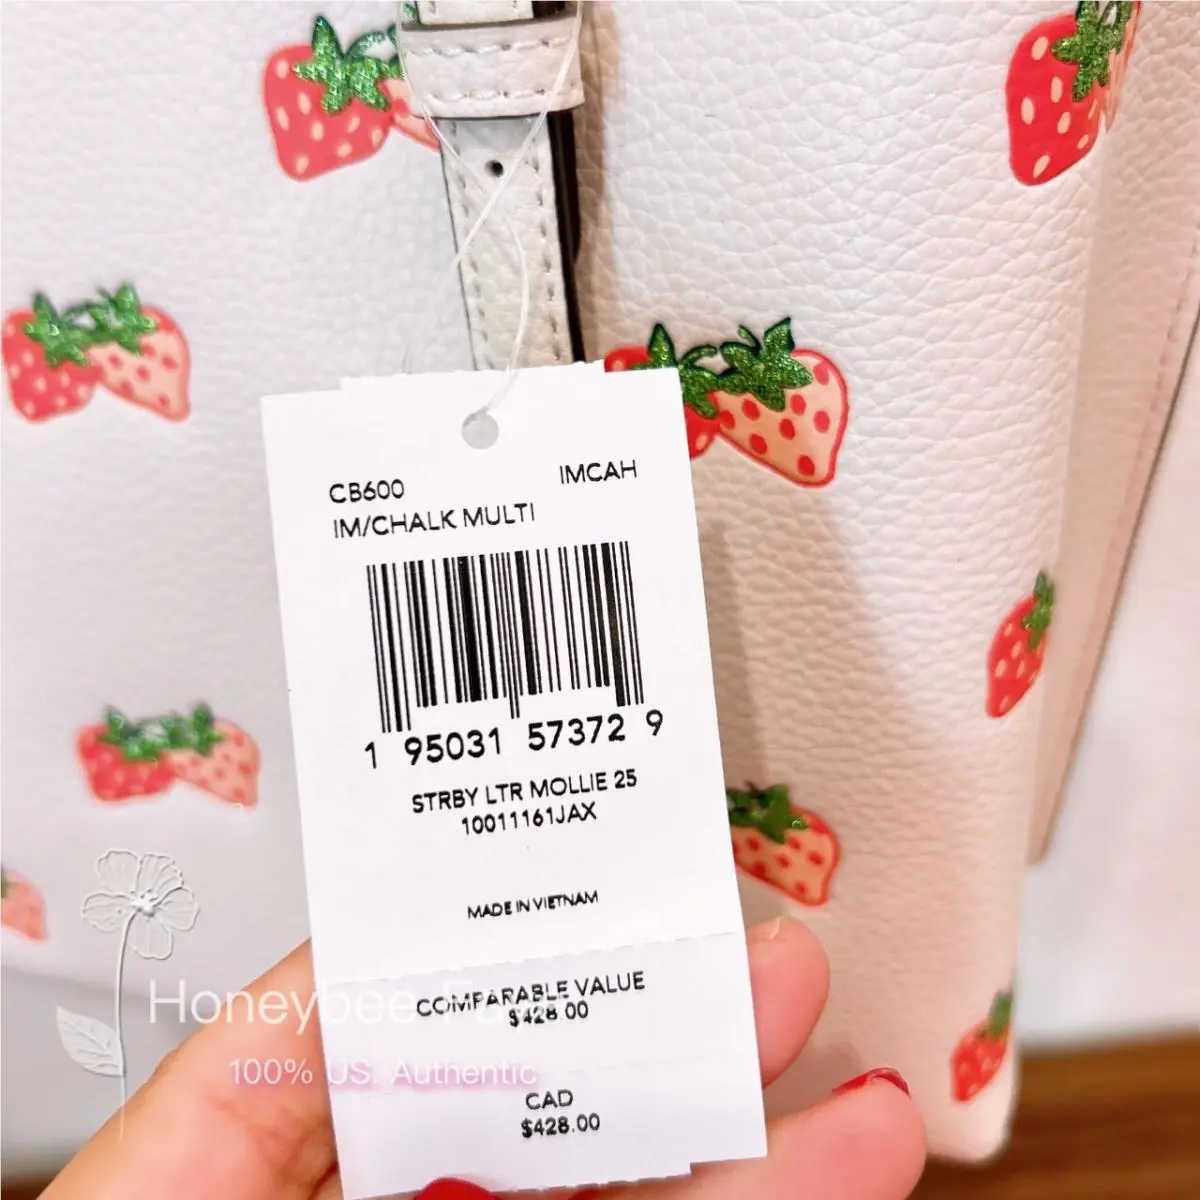 CB600 IMCAH
IM/CHALK MULTI
1 95031 57372 9
STRBY LTR MOLLIE 25
10011161JAX
MADE IN VIETNAM
COMPARABLE VALUE
$428.00
CAD
$428.00
Honeybee
100% US. Authentic